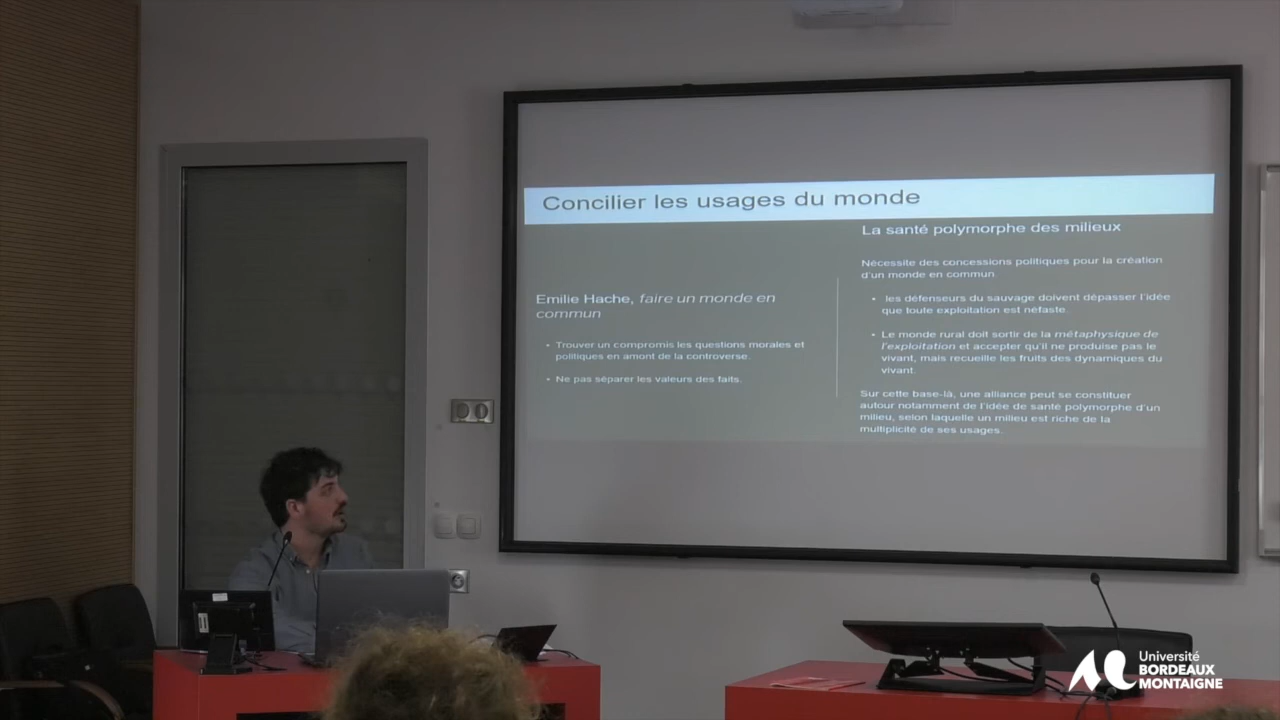 Concilier les usages du monde
Emilie Hache, faire un monde en
commun
• Trouver un compromis les questions morales et
politiques en amont de la controverse.
• Ne pas séparer les valeurs des faits.
La santé polymorphe des milieux
Nécessite des concessions politiques pour la création
d'un monde en commun
• les défenseurs du sauvage doivent dépasser l'idée
que toute exploitation est néfaste.
• Le monde rural doit sortir de la métaphysique de
l'exploitation et accepter qu'il ne produise pas le
vivant, mais recueille les fruits des dynamiques du
vivant.
Sur cette base-là, une alliance peut se constituer
autour notamment de l'idée de santé polymorphe d'un
milieu, selon laquelle un milieu est riche de la
multiplicité de ses usages.
Université
BORDEAUX
MONTAIGNE